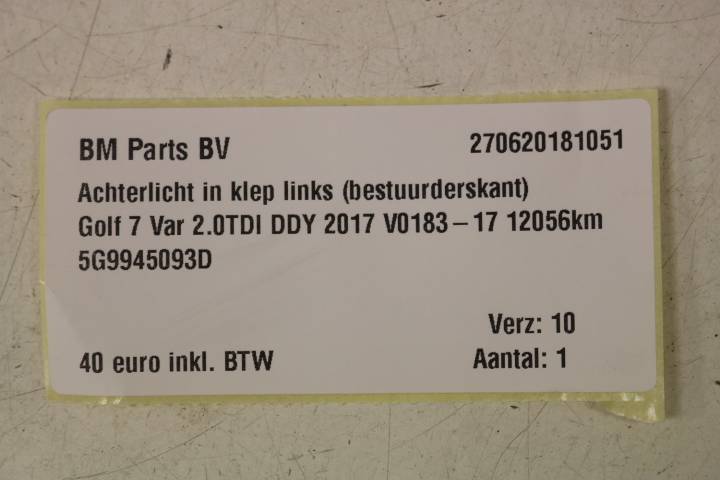 BM Parts BV 270620181051
Achterlicht in klep links (bestuurderskant)
Golf 7 Var 2.0TDI DDY 2017 V0183-17 12056km
5G9945093D
Verz: 10
40 euro inkl. BTW Aantal: 1